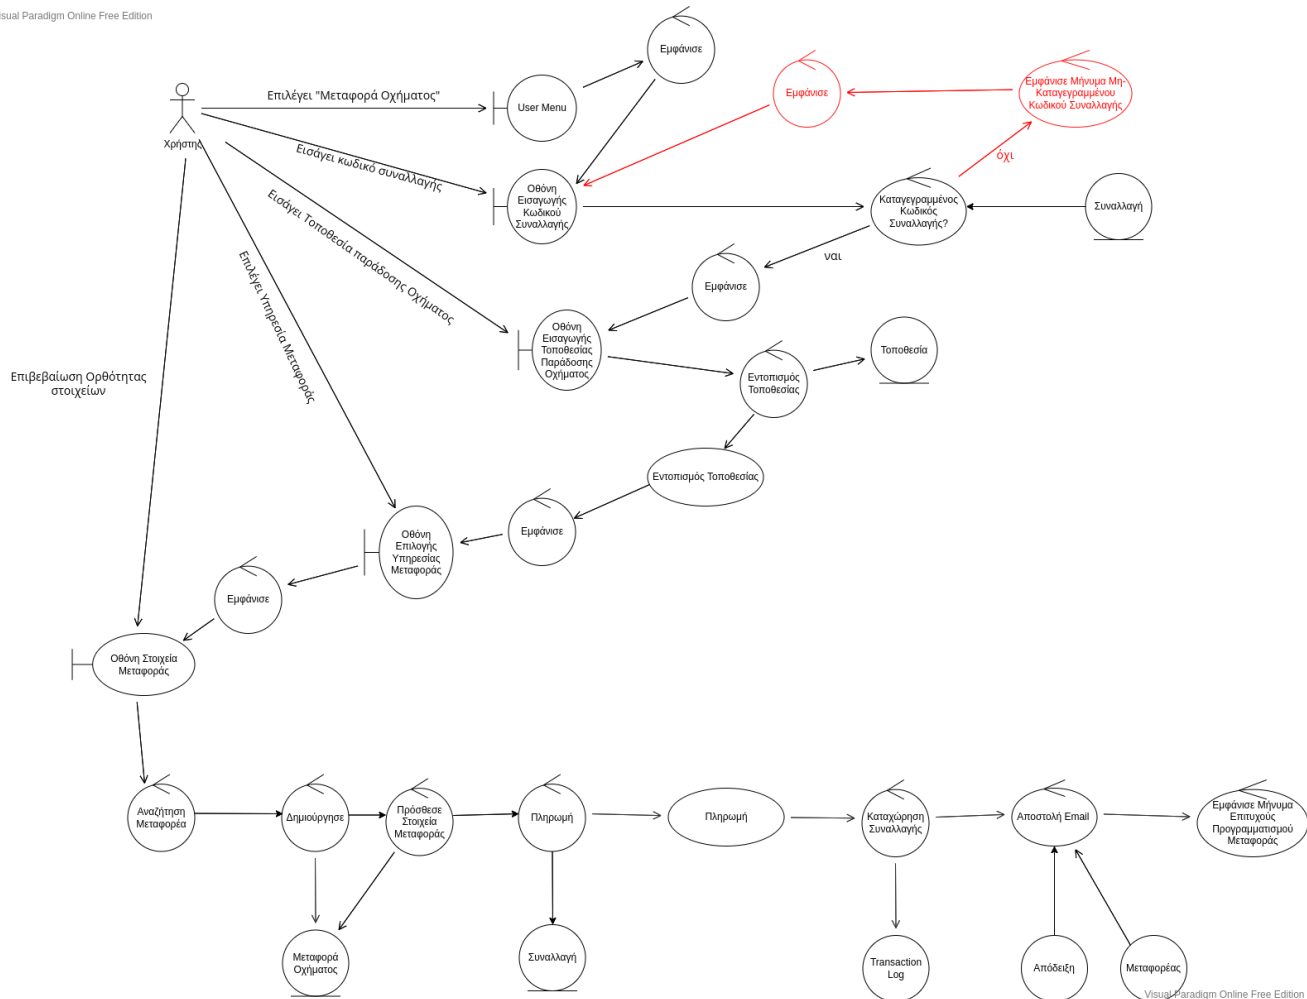 isual Paradigm Online Free Edition
Εμφάνισε
Εμφάνισε
Εμφάνισε Μήνυμα Μη-
Καταγεγραμμένου
Κωδικού Συναλλαγής
Επιλέγει "Μεταφορά Οχήματος"
User Menu
Χρήστης
Εισάγει κωδικό συναλλαγής
όχι
Οθόνη
Εισαγωγής
Κωδικού
Συναλλαγής
Καταγεγραμμένος
Κωδικός
Συναλλαγής?
Συναλλαγή
Εισάγει Τοποθεσία παράδοσης Οχήματος
ναι
Εμφάνισε
Επιλέγει Υπηρεσία Μεταφοράς
Οθόνη
Εισαγωγής
Τοποθεσίας
Παράδοσης
Οχήματος
Τοποθεσία
Επιβεβαίωση Ορθότητας
στοιχείων
Εντοπισμός
Τοποθεσίας
Εντοπισμός Τοποθεσίας
Εμφάνισε
Οθόνη
Επιλογής
Υπηρεσίας
Μεταφοράς
Εμφάνισε
Οθόνη Στοιχεία
Μεταφοράς
Αναζήτηση
Μεταφορέα
Δημιούργησε
Πρόσθεσε
Στοιχεία
Μεταφοράς
Πληρωμή
Πληρωμή
Καταχώρηση
Συναλλαγής
Αποστολή Email
Εμφάνισε Μήνυμα
Επιτυχούς
Προγραμματισμού
Μεταφοράς
Μεταφορά
Οχήματος
Συναλλαγή
Transaction
Log
Απόδειξη
Μεταφορέας
Visual Paradigm Online Free Edition